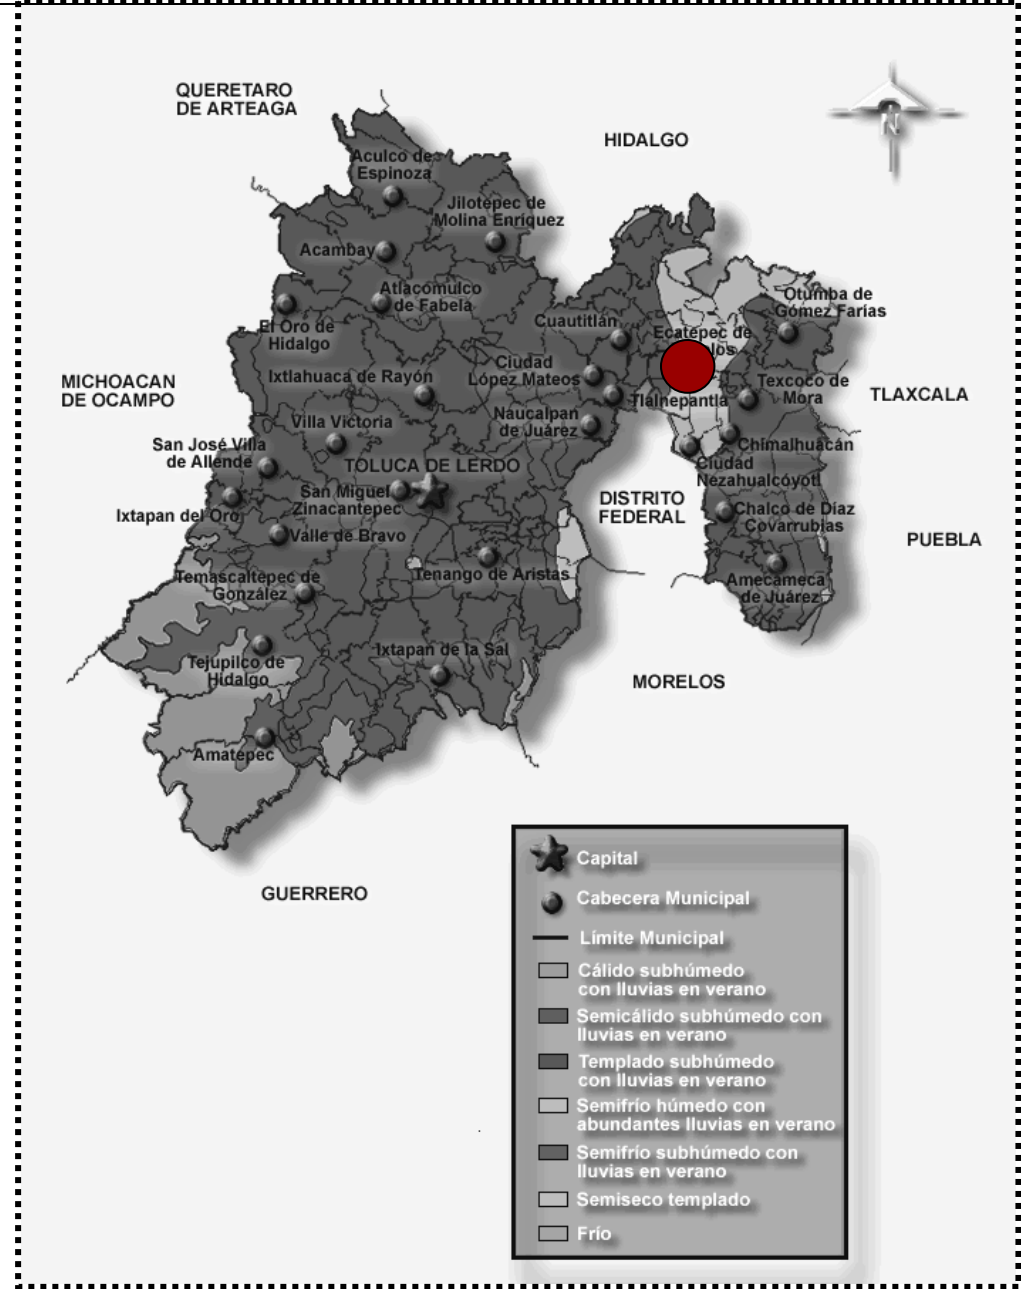 QUERETARO
DE ARTEAGA
HIDALGO
N
Aculco de
Espinoza
Jilotepec de
Molina Enríquez
Acambay
Atlacomulco
de Fabela
Otumba de
Gómez Farías
El Oro de
Hidalgo
Cuautitlán
Ecatepec de
los
MICHOACAN
DE OCAMPO
Ixtlahuaca de Rayón
Ciudad
López Mateos
Texcoco de
Mora
TLAXCALA
Tlalnepantla
Villa Victoria
Naucalpan
de Juárez
San José Villa
de Allende
Chimalhuacán
TOLUCA DE LERDO
Ciudad
Nezahualcóyotl
San Miguel
Zinacantepec
DISTRITO
FEDERAL
Ixtapan del Oro
Chalco de Díaz
Covarrubias
Valle de Bravo
PUEBLA
Temascaltepec de
González
Tenango de Aristas
Amecameca
de Juárez
Ixtapan de la Sal
Tejupilco de
Hidalgo
MORELOS
Amatepec
GUERRERO
Capital
Cabecera Municipal
Límite Municipal
Cálido subhúmedo
con lluvias en verano
Semicálido subhúmedo con
lluvias en verano
Templado subhúmedo
con lluvias en verano
Semifrío húmedo con
abundantes lluvias en verano
Semifrío subhúmedo con
lluvias en verano
Semiseco templado
Frío